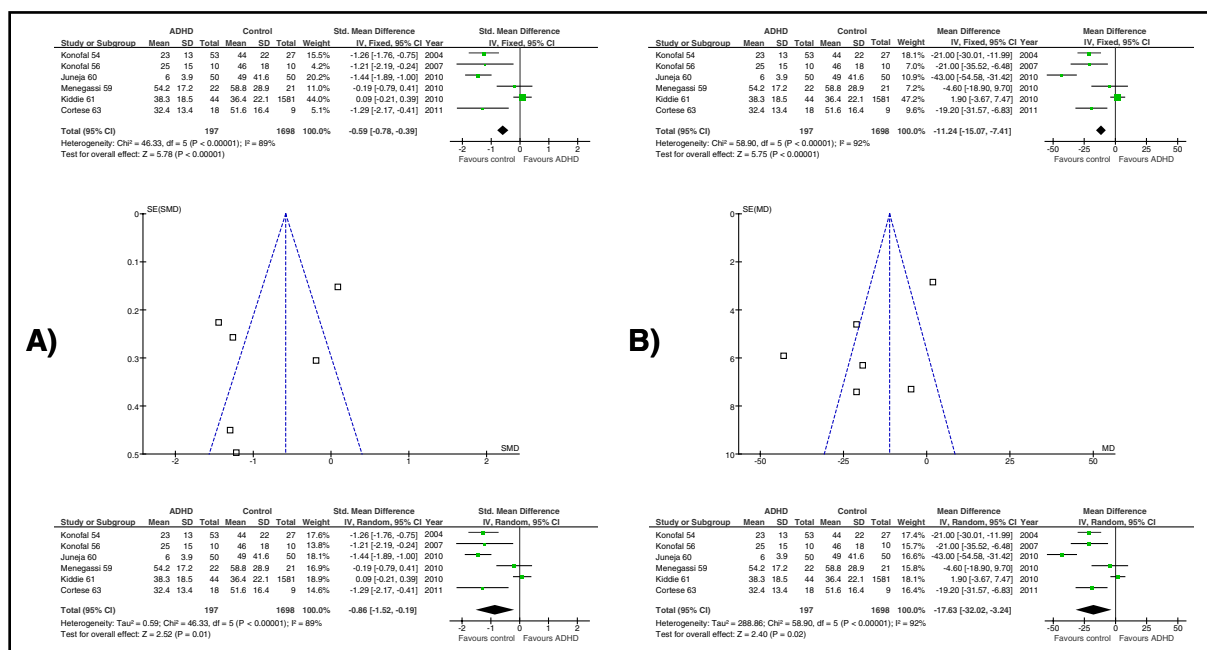 ADHD Control Std. Mean Difference Std. Mean Difference
Study or Subgroup Mean SD Total Mean SD Total Weight IV, Fixed, 95% CI Year IV, Fixed, 95% CI
Konofal 54 23 13 53 44 22 27 15.5% -1.26 [-1.76, -0.75] 2004
Konofal 56 25 15 10 46 18 10 4.2% -1.21 [-2.19, -0.24] 2007
Juneja 60 6 3.9 50 49 41.6 50 20.2% -1.44 [-1.89, -1.00] 2010
Menegassi 59 54.2 17.2 22 58.8 28.9 21 11.0% -0.19 [-0.79, 0.41] 2010
Kiddie 61 38.3 18.5 44 36.4 22.1 1581 44.0% 0.09 [-0.21, 0.39] 2010
Cortese 63 32.4 13.4 18 51.6 16.4 9 5.1% -1.29 [-2.17, -0.41] 2011
Total (95% CI) 197 1698 100.0% -0.59 [-0.78, -0.39]
Heterogeneity: Chi² = 46.33, df = 5 (P < 0.00001); I² = 89%
Test for overall effect: Z = 5.78 (P < 0.00001)
-2 -1 0 1 2
Favours control Favours ADHD
ADHD Control Mean Difference Std. Mean Difference
Study or Subgroup Mean SD Total Mean SD Total Weight IV, Fixed, 95% CI Year IV, Fixed, 95% CI
Konofal 54 23 13 53 44 22 27 18.1% -21.00 [-30.01, -11.99] 2004
Konofal 56 25 15 10 46 18 10 7.0% -21.00 [-35.52, -6.48] 2007
Juneja 60 6 3.9 50 49 41.6 50 10.9% -43.00 [-54.58, -31.42] 2010
Menegassi 59 54.2 17.2 22 58.8 28.9 21 7.2% -4.60 [-18.90, 9.70] 2010
Kiddie 61 38.3 18.5 44 36.4 22.1 1581 47.2% 1.90 [-3.67, 7.47] 2010
Cortese 63 32.4 13.4 18 51.6 16.4 9 9.6% -19.20 [-31.57, -6.83] 2011
Total (95% CI) 197 1698 100.0% -11.24 [-15.07, -7.41]
Heterogeneity: Chi² = 58.90, df = 5 (P < 0.00001); I² = 92%
Test for overall effect: Z = 5.75 (P < 0.00001)
-50 -25 0 25 50
Favours control Favours ADHD
A)
SE(SMD)
0
0.1
0.2
0.3
0.4
0.5
SMD
-2 -1 0 1 2
B)
SE(MD)
0
2
4
6
8
10
MD
-50 -25 0 25 50
ADHD Control Std. Mean Difference Std. Mean Difference
Study or Subgroup Mean SD Total Mean SD Total Weight IV, Random, 95% CI Year IV, Random, 95% CI
Konofal 54 23 13 53 44 22 27 17.6% -1.26 [-1.76, -0.75] 2004
Konofal 56 25 15 10 46 18 10 13.8% -1.21 [-2.19, -0.24] 2007
Juneja 60 6 3.9 50 49 41.6 50 18.0% -1.44 [-1.89, -1.00] 2010
Menegassi 59 54.2 17.2 22 58.8 28.9 21 16.9% -0.19 [-0.79, 0.41] 2010
Kiddie 61 38.3 18.5 44 36.4 22.1 1581 18.9% 0.09 [-0.21, 0.39] 2010
Cortese 63 32.4 13.4 18 51.6 16.4 9 14.6% -1.29 [-2.17, -0.41] 2011
Total (95% CI) 197 1698 100.0% -0.86 [-1.52, -0.19]
Heterogeneity: Tau² = 0.59; Chi² = 46.33, df = 5 (P < 0.00001); I² = 89%
Test for overall effect: Z = 2.52 (P = 0.01)
-2 -1 0 1 2
Favours control Favours ADHD
ADHD Control Mean Difference Std. Mean Difference
Study or Subgroup Mean SD Total Mean SD Total Weight IV, Random, 95% CI Year IV, Random, 95% CI
Konofal 54 23 13 53 44 22 27 17.4% -21.00 [-30.01, -11.99] 2004
Konofal 56 25 15 10 46 18 10 15.7% -21.00 [-35.52, -6.48] 2007
Juneja 60 6 3.9 50 49 41.6 50 16.6% -43.00 [-54.58, -31.42] 2010
Menegassi 59 54.2 17.2 22 58.8 28.9 21 15.7% -4.60 [-18.90, 9.70] 2010
Kiddie 61 38.3 18.5 44 36.4 22.1 1581 18.1% 1.90 [-3.67, 7.47] 2010
Cortese 63 32.4 13.4 18 51.6 16.4 9 16.4% -19.20 [-31.57, -6.83] 2011
Total (95% CI) 197 1698 100.0% -17.63 [-32.02, -3.24]
Heterogeneity: Tau² = 288.86; Chi² = 58.90, df = 5 (P < 0.00001); I² = 92%
Test for overall effect: Z = 2.40 (P = 0.02)
-50 -25 0 25 50
Favours control Favours ADHD